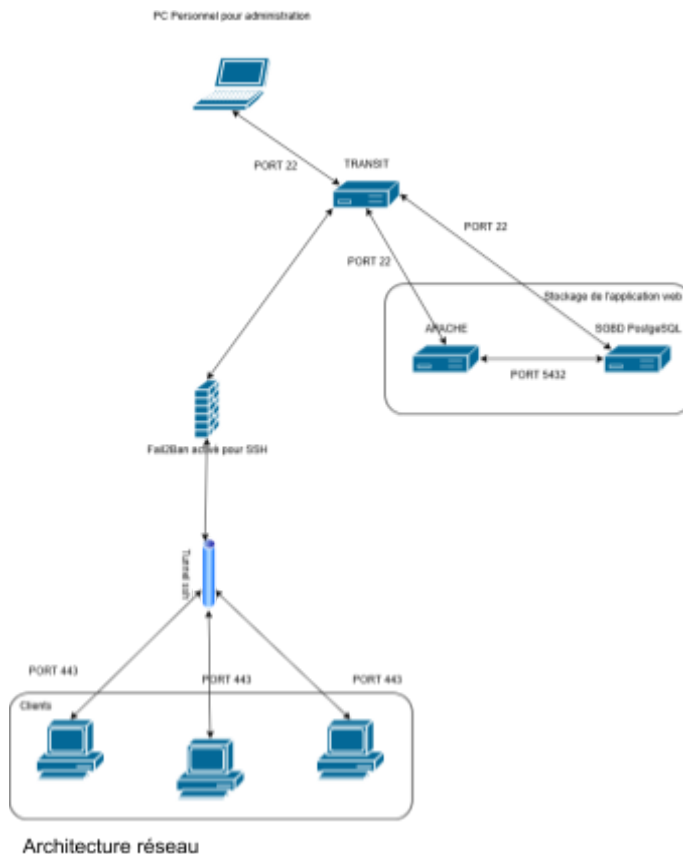 PC Personnel pour administration
PORT 22
TRANSIT
PORT 22
PORT 22
Stockage de l'application web
APACHE
SGBD PostgeSQL
PORT 5432
Fail2Ban activé pour SSH
Tunnel ssh
PORT 443
PORT 443
PORT 443
Clients
Architecture réseau